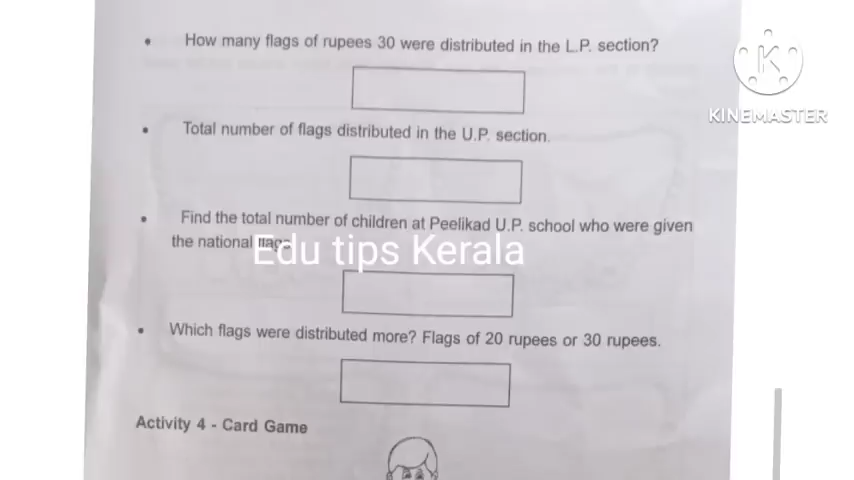 • How many flags of rupees 30 were distributed in the L.P. section?
KINEMASTER
• Total number of flags distributed in the U.P. section.
• Find the total number of children at Peelikad U.P. school who were given
the national flags
Edu tips Kerala
• Which flags were distributed more? Flags of 20 rupees or 30 rupees.
Activity 4 - Card Game